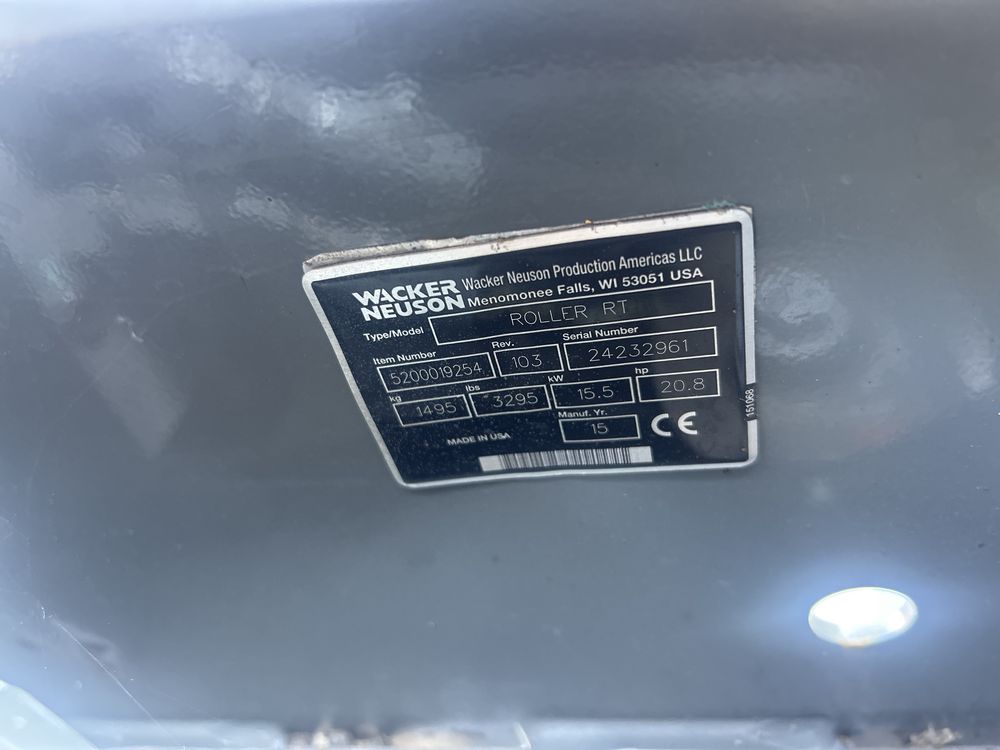 WACKER NEUSON
Wacker Neuson Production Americas LLC
Menomonee Falls, WI 53051 USA
Type/Model ROLLER RT
Item Number Rev. Serial Number
5200019254 103 24232961
kg lbs kW hp
1495 3295 15.5 20.8
Manuf. Yr.
15
CE
MADE IN USA
151068